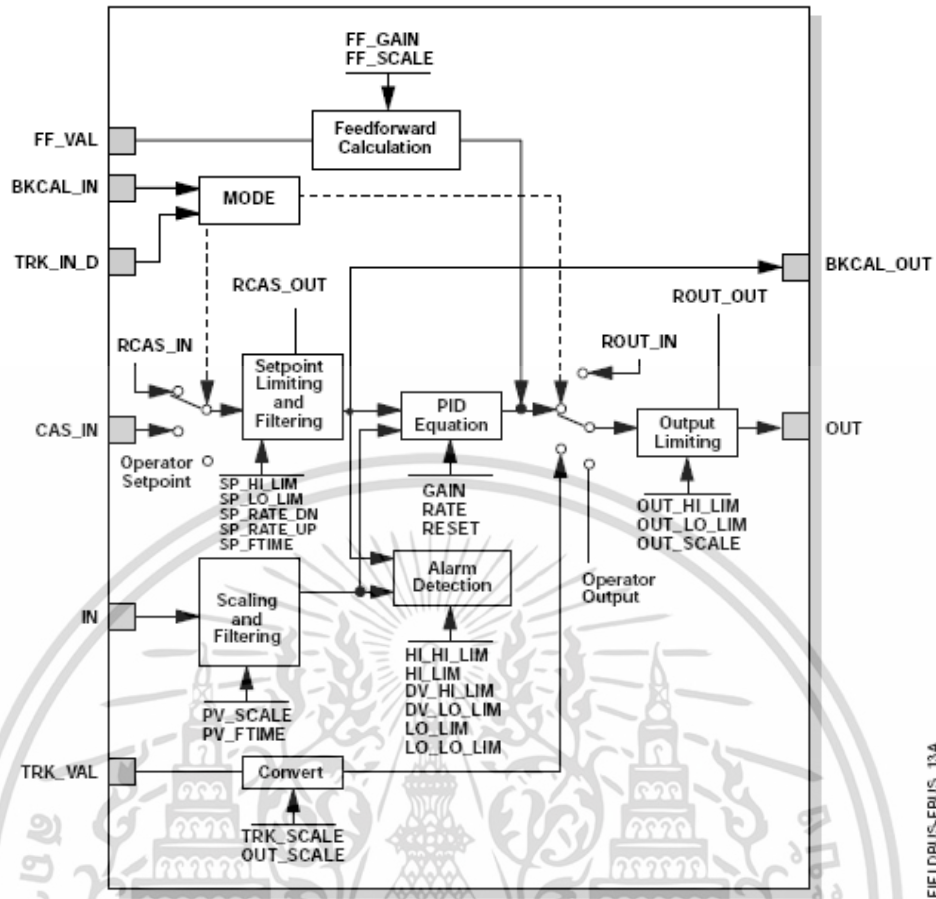 FF_GAIN
FF_SCALE
FF_VAL
Feedforward
Calculation
BKCAL_IN
MODE
TRK_IN_D
BKCAL_OUT
RCAS_OUT
ROUT_OUT
RCAS_IN
ROUT_IN
Setpoint
Limiting
and
Filtering
PID
Equation
Output
Limiting
CAS_IN
OUT
Operator
Setpoint
SP_HI_LIM
SP_LO_LIM
SP_RATE_DN
SP_RATE_UP
SP_FTIME
GAIN
RATE
RESET
OUT_HI_LIM
OUT_LO_LIM
OUT_SCALE
Alarm
Detection
Operator
Output
IN
Scaling
and
Filtering
HI_HI_LIM
HI_LIM
DV_HI_LIM
DV_LO_LIM
LO_LIM
LO_LO_LIM
PV_SCALE
PV_FTIME
TRK_VAL
Convert
TRK_SCALE
OUT_SCALE
FIELDBUS-FBUS_13A